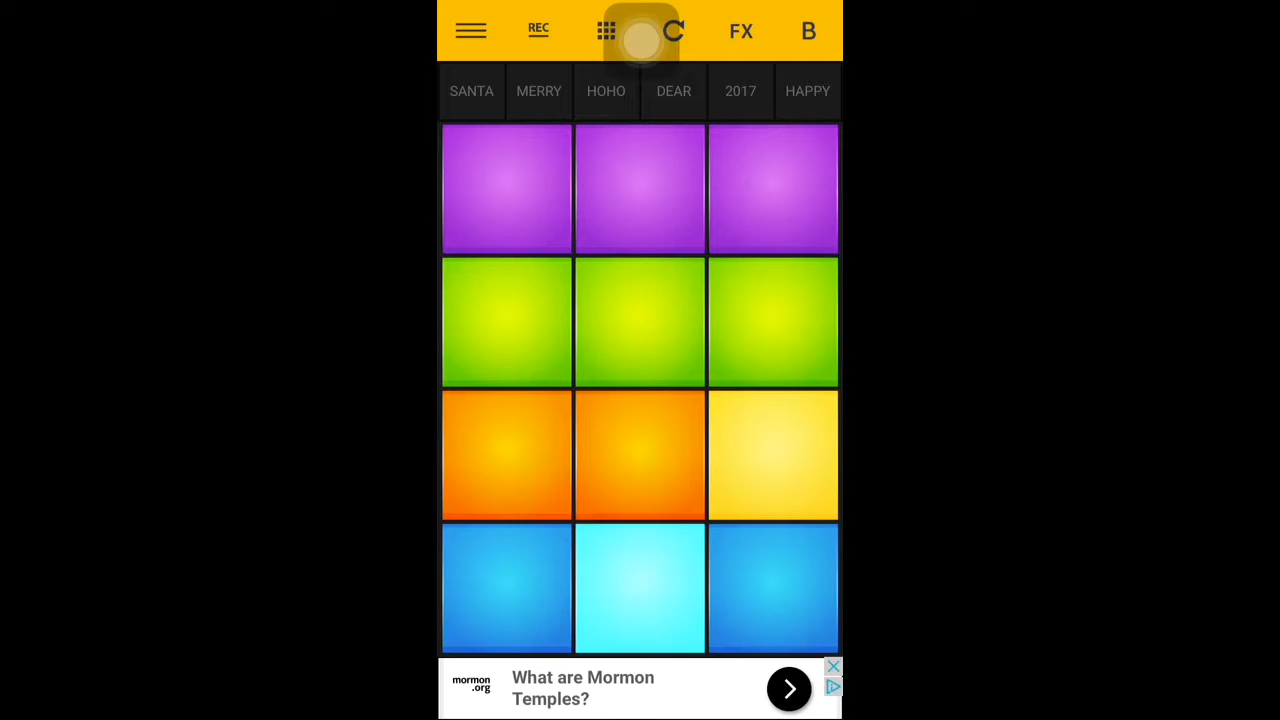 REC
FX
B
SANTA
MERRY
HOHO
DEAR
2017
HAPPY
mormon
.org
What are Mormon
Temples?